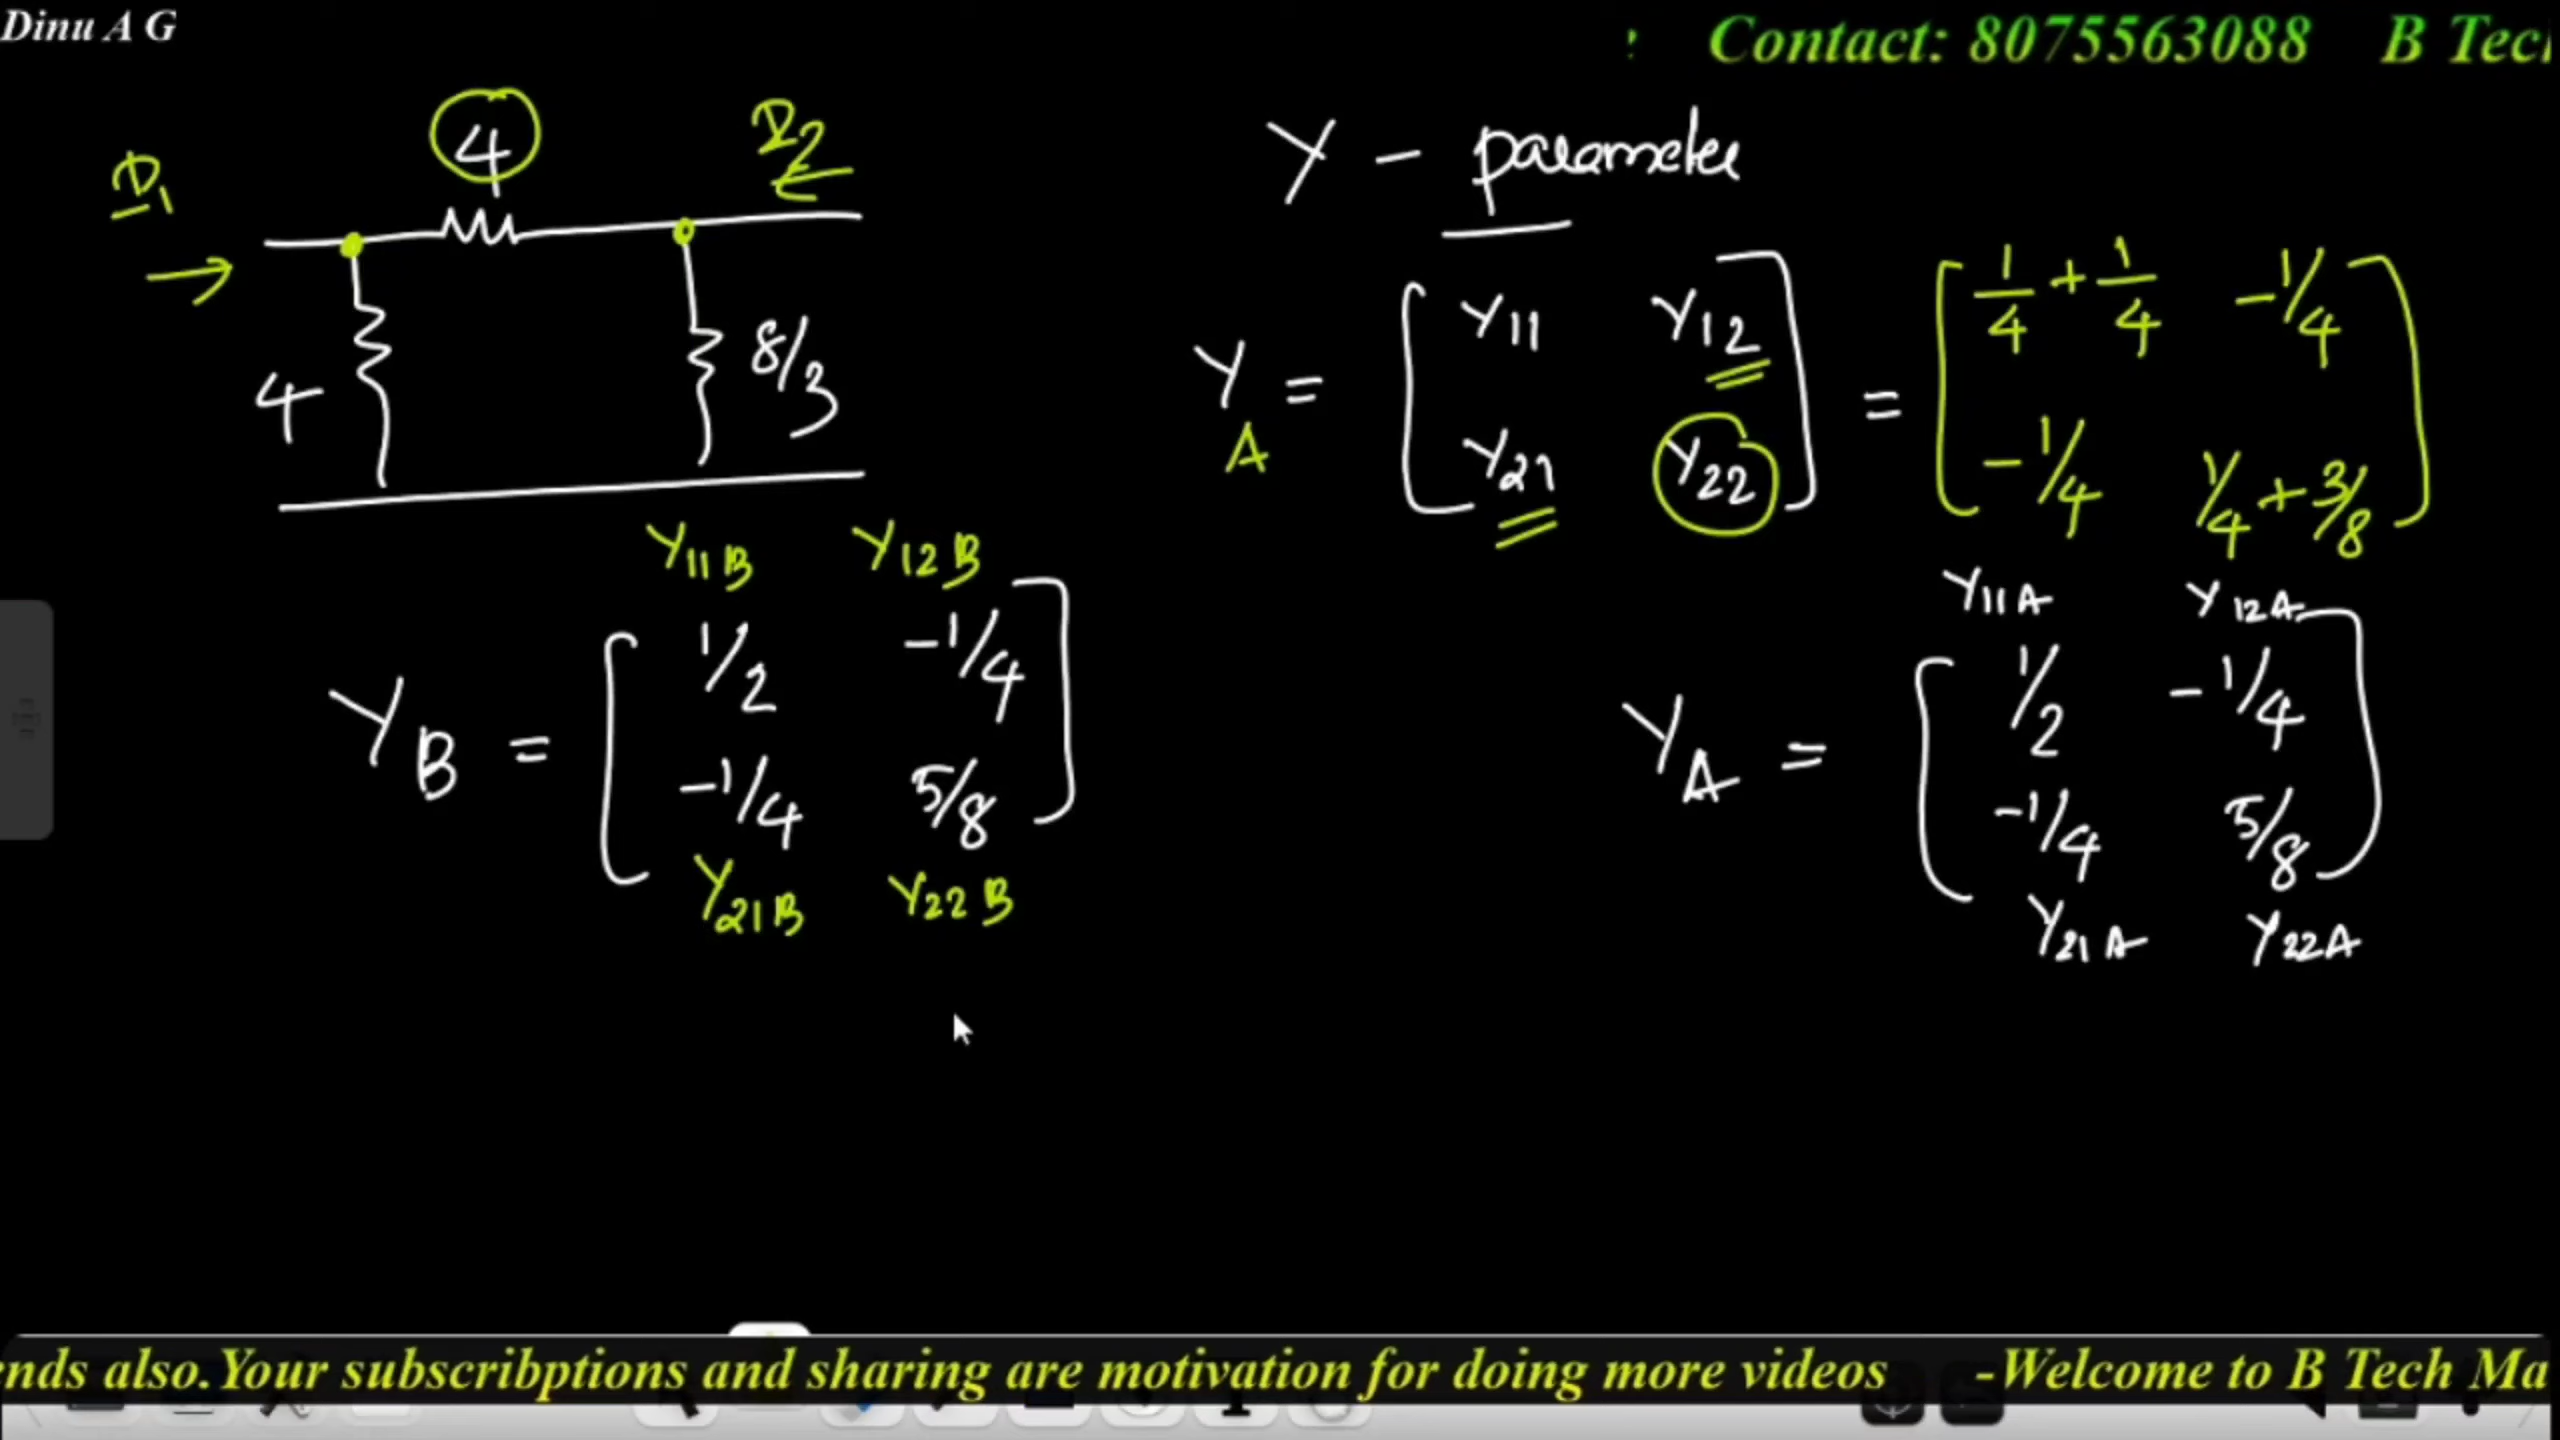 Dinu A G
: Contact: 8075563088 B Tec
4
I1
I2
4
8/3
Y - parameter
Y A = [ Y11 Y12 Y21 Y22 ] = [ 1/4 + 1/4 -1/4 -1/4 1/4 + 3/8 ]
Y11B Y12B
YB = [ 1/2 -1/4 -1/4 5/8 ]
Y21B Y22B
Y11A Y12A
YA = [ 1/2 -1/4 -1/4 5/8 ]
Y21A Y22A
ends also. Your subscribptions and sharing are motivation for doing more videos -Welcome to B Tech Ma